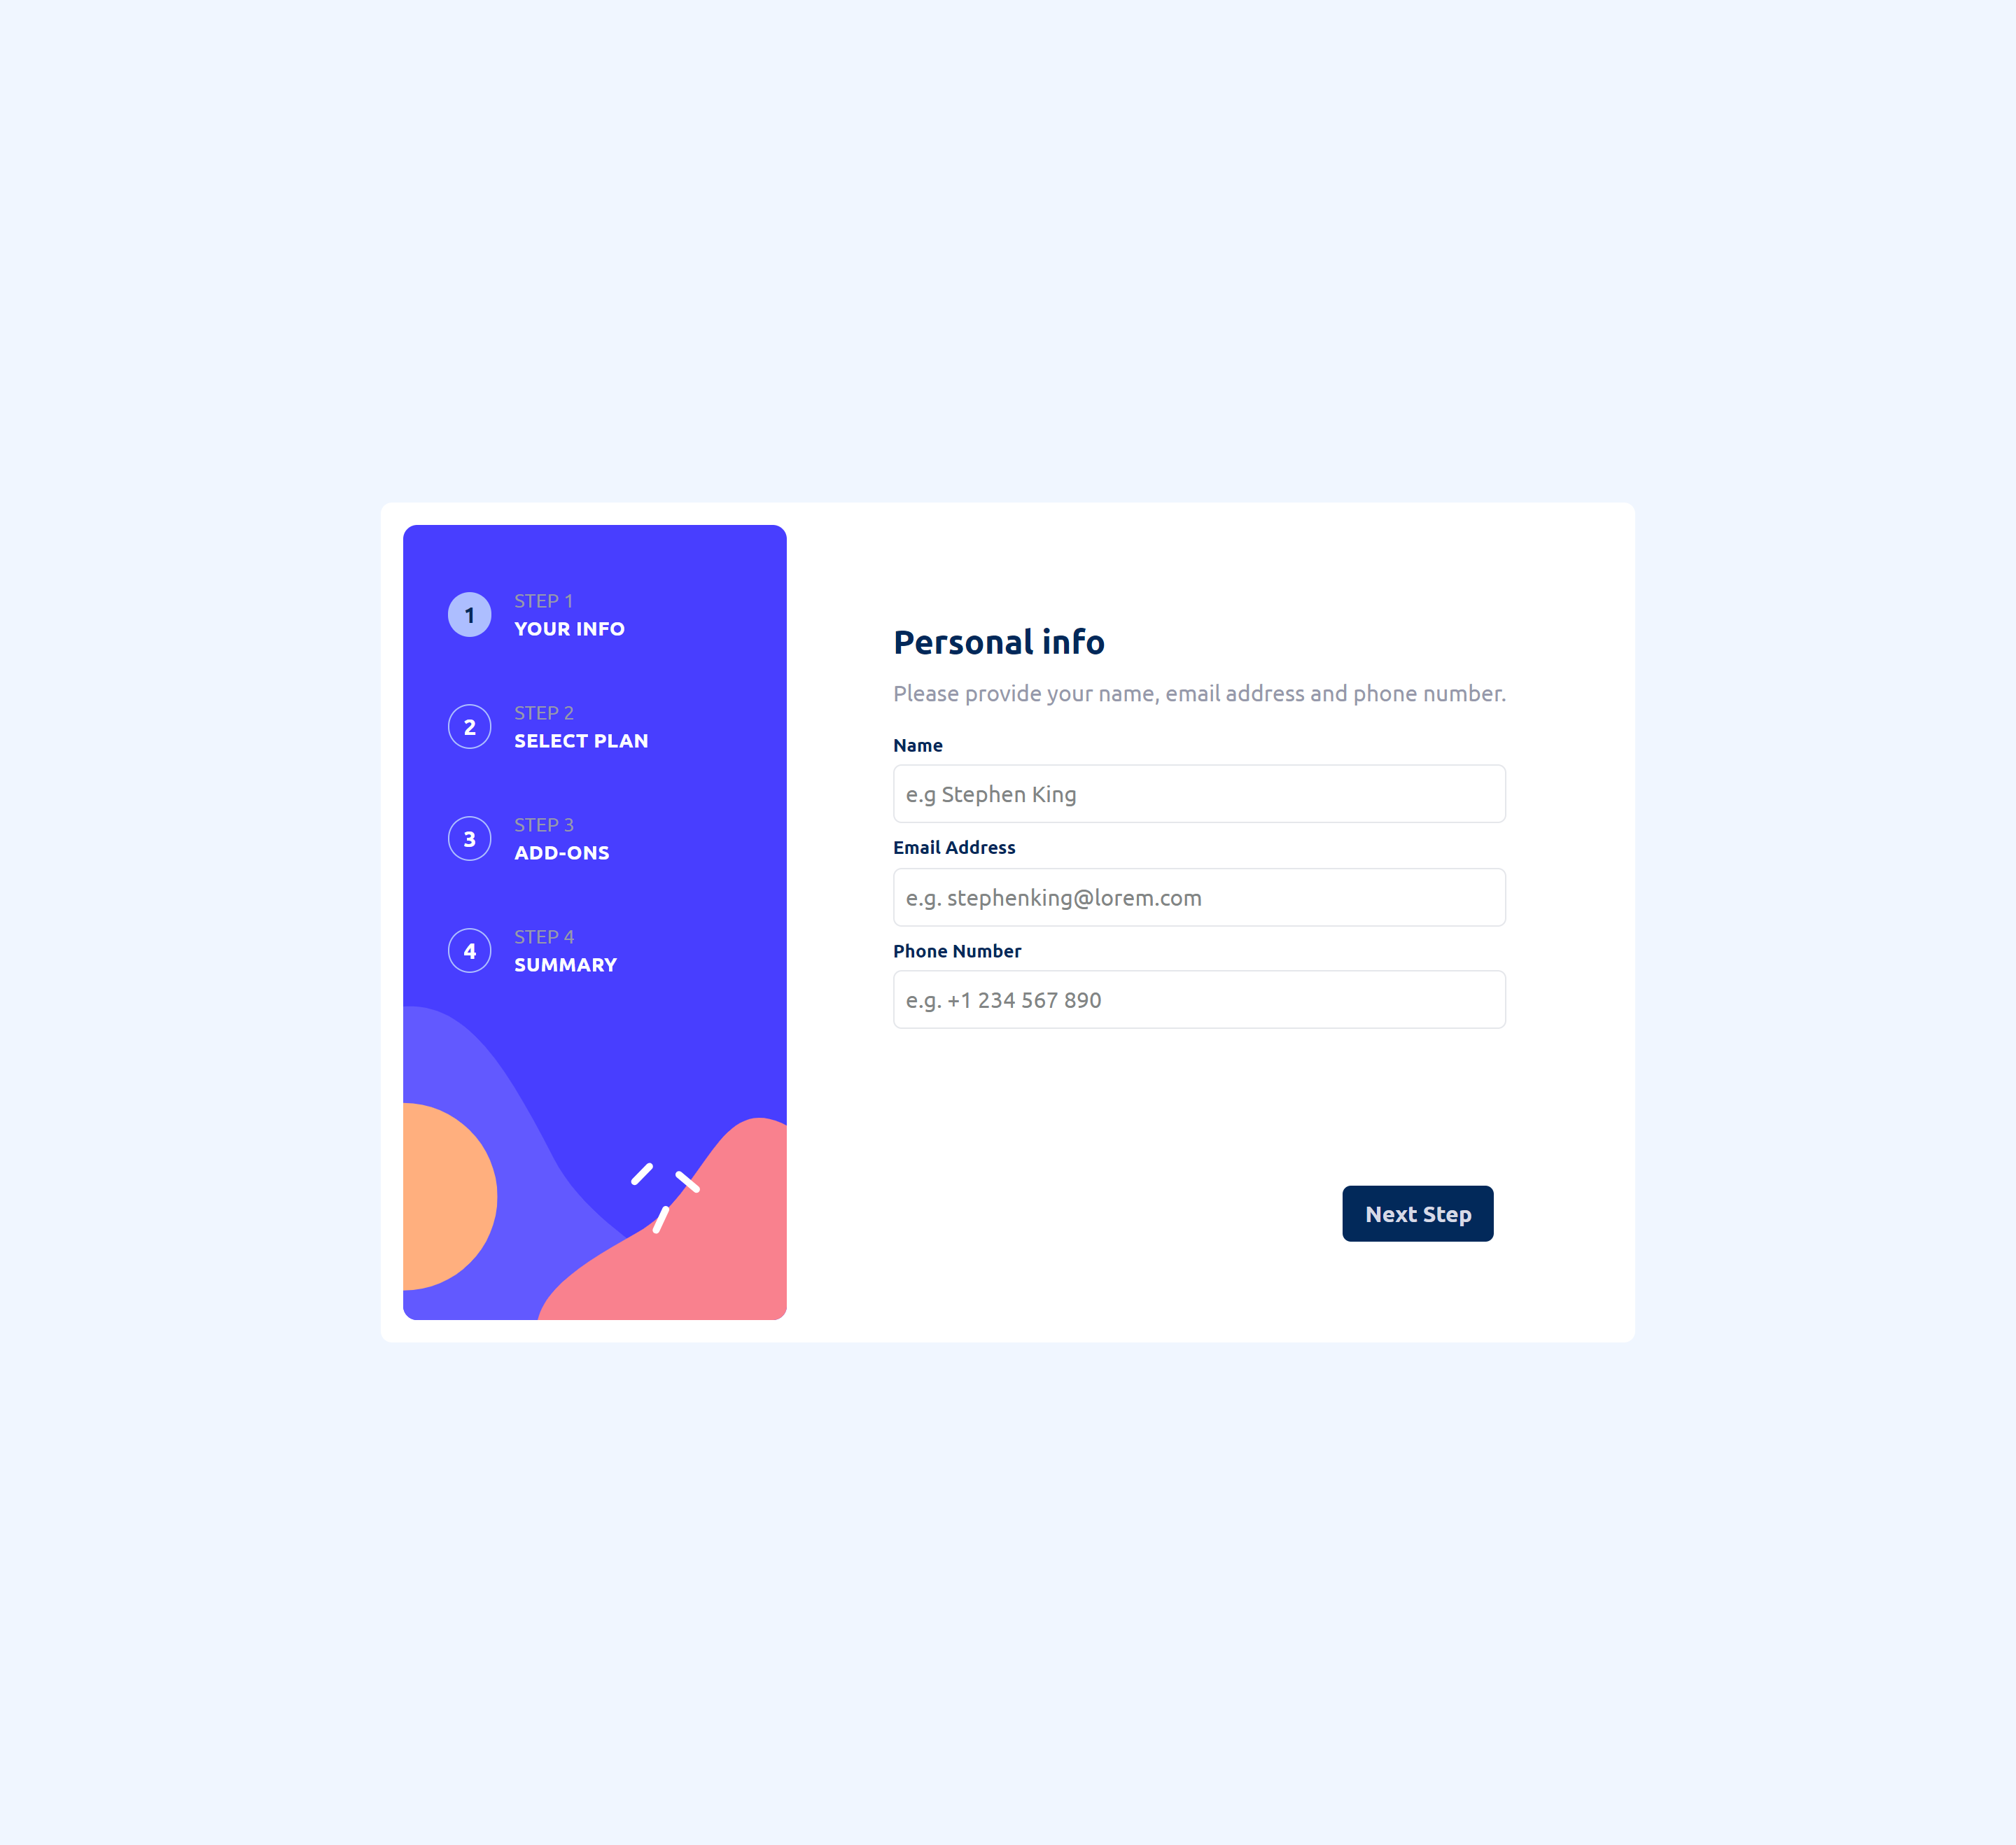 1
STEP 1
YOUR INFO
2
STEP 2
SELECT PLAN
3
STEP 3
ADD-ONS
4
STEP 4
SUMMARY
Personal info
Please provide your name, email address and phone number.
Name
e.g Stephen King
Email Address
e.g. stephenking@lorem.com
Phone Number
e.g. +1 234 567 890
Next Step